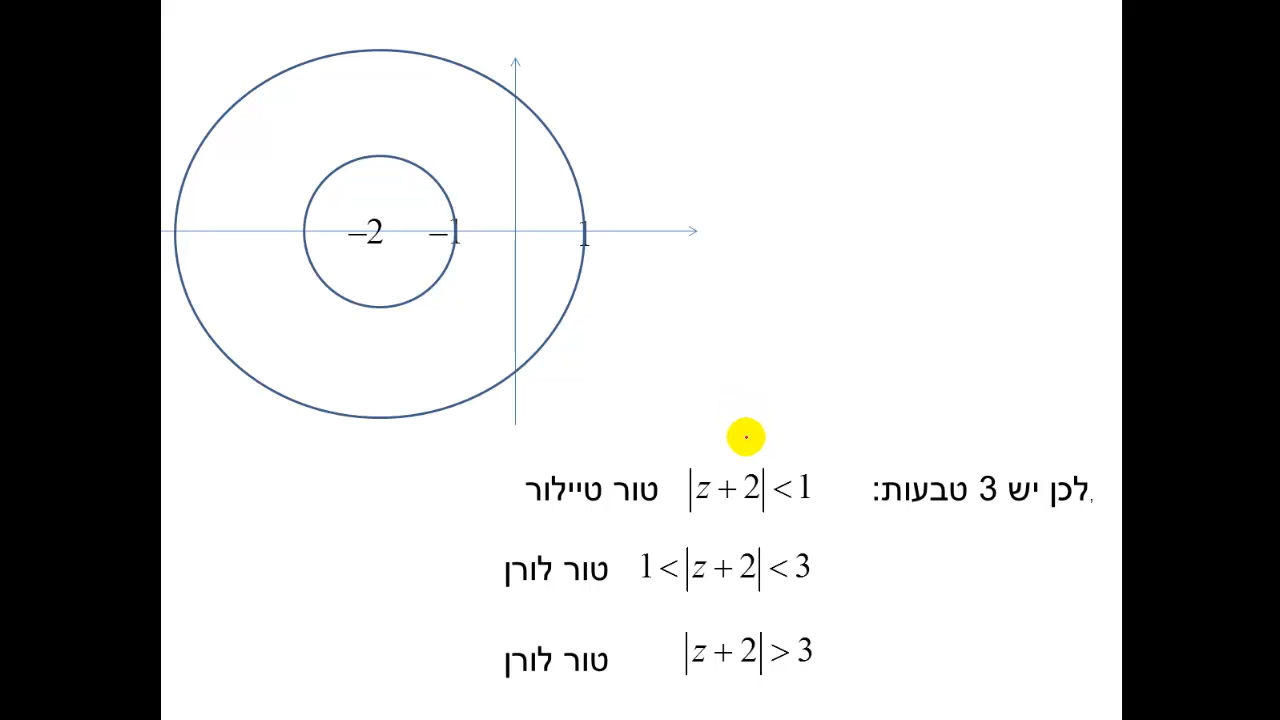 −2 −1 1
לכן יש 3 טבעות: |z+2|<1 טור טיילור,
1<|z+2|<3 טור לורן
|z+2|>3 טור לורן